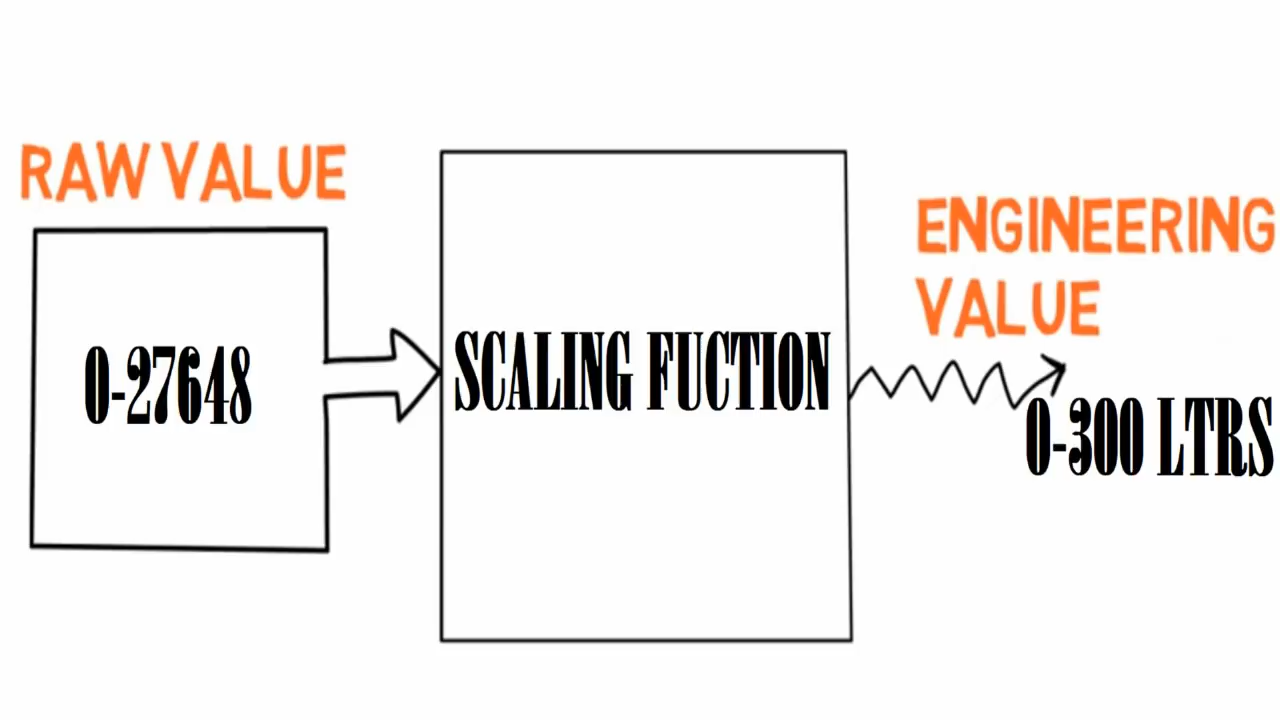 RAW VALUE
0-27648
SCALING FUCTION
ENGINEERING
VALUE
0-300 LTRS